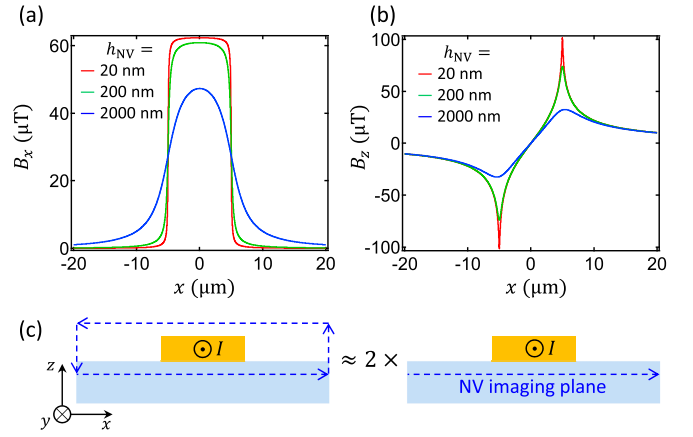 (a)
h_NV =
20 nm
200 nm
2000 nm
B_x (μT)
60
40
20
0
-20 -10 0 10 20
x (μm)
(b)
h_NV =
20 nm
200 nm
2000 nm
B_z (μT)
100
50
0
-50
-100
-20 -10 0 10 20
x (μm)
(c)
I
z
y
x
≈ 2 ×
I
NV imaging plane